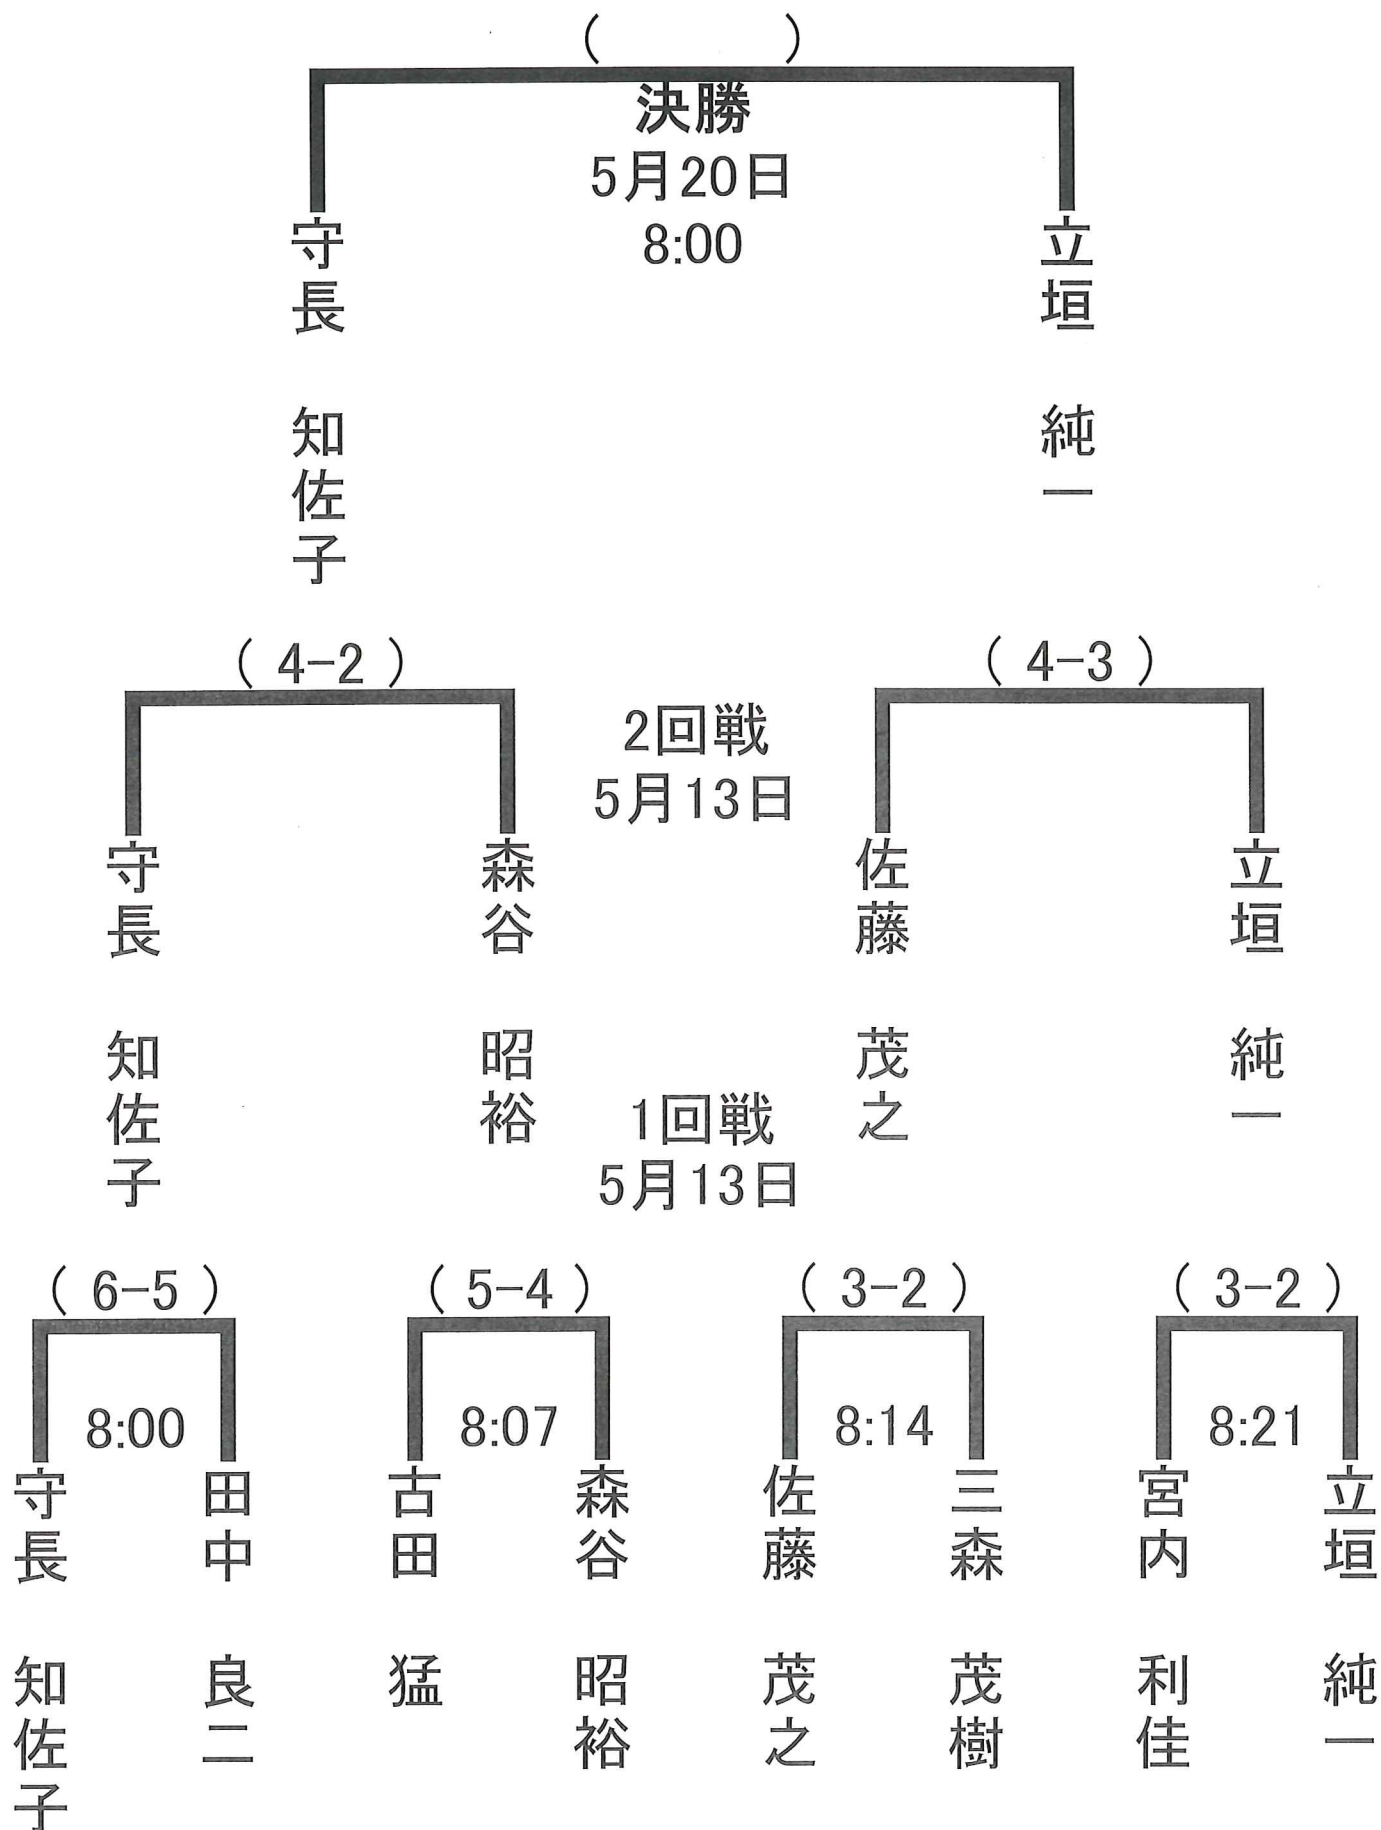 ( )
決勝
5月20日
8:00
守長 知佐子
立垣 純一
( 4-2 )
( 4-3 )
2回戦
5月13日
守長 知佐子
森谷 昭裕
佐藤 茂之
立垣 純一
1回戦
5月13日
( 6-5 )
( 5-4 )
( 3-2 )
( 3-2 )
8:00
8:07
8:14
8:21
守長 知佐子
田中 良二
古田 猛
森谷 昭裕
佐藤 茂之
三森 茂樹
宮内 利佳
立垣 純一